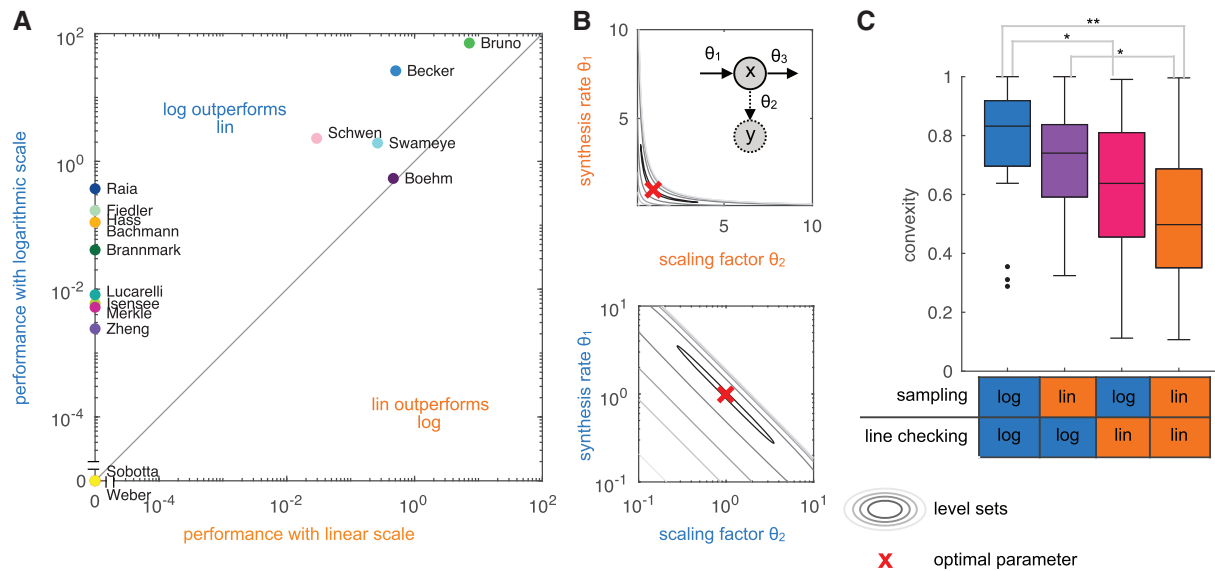 A
performance with logarithmic scale
10²
10⁰
10⁻²
10⁻⁴
0
log outperforms
lin
Bruno
Becker
Schwen
Swameye
Boehm
Raia
Fiedler
Hass
Bachmann
Brannmark
Lucarelli
Isensee
Merkle
Zheng
lin outperforms
log
Sobotta
Weber
0
10⁻⁴
10⁻²
10⁰
10²
performance with linear scale
B
synthesis rate θ₁
10
5
θ₁
x
θ₃
θ₂
y
5
10
scaling factor θ₂
synthesis rate θ₁
10¹
10⁰
10⁻¹
10⁻¹
10⁰
10¹
scaling factor θ₂
C
**
*
*
convexity
1
0.8
0.6
0.4
0.2
0
sampling log lin log lin
line checking log log lin lin
level sets
x optimal parameter